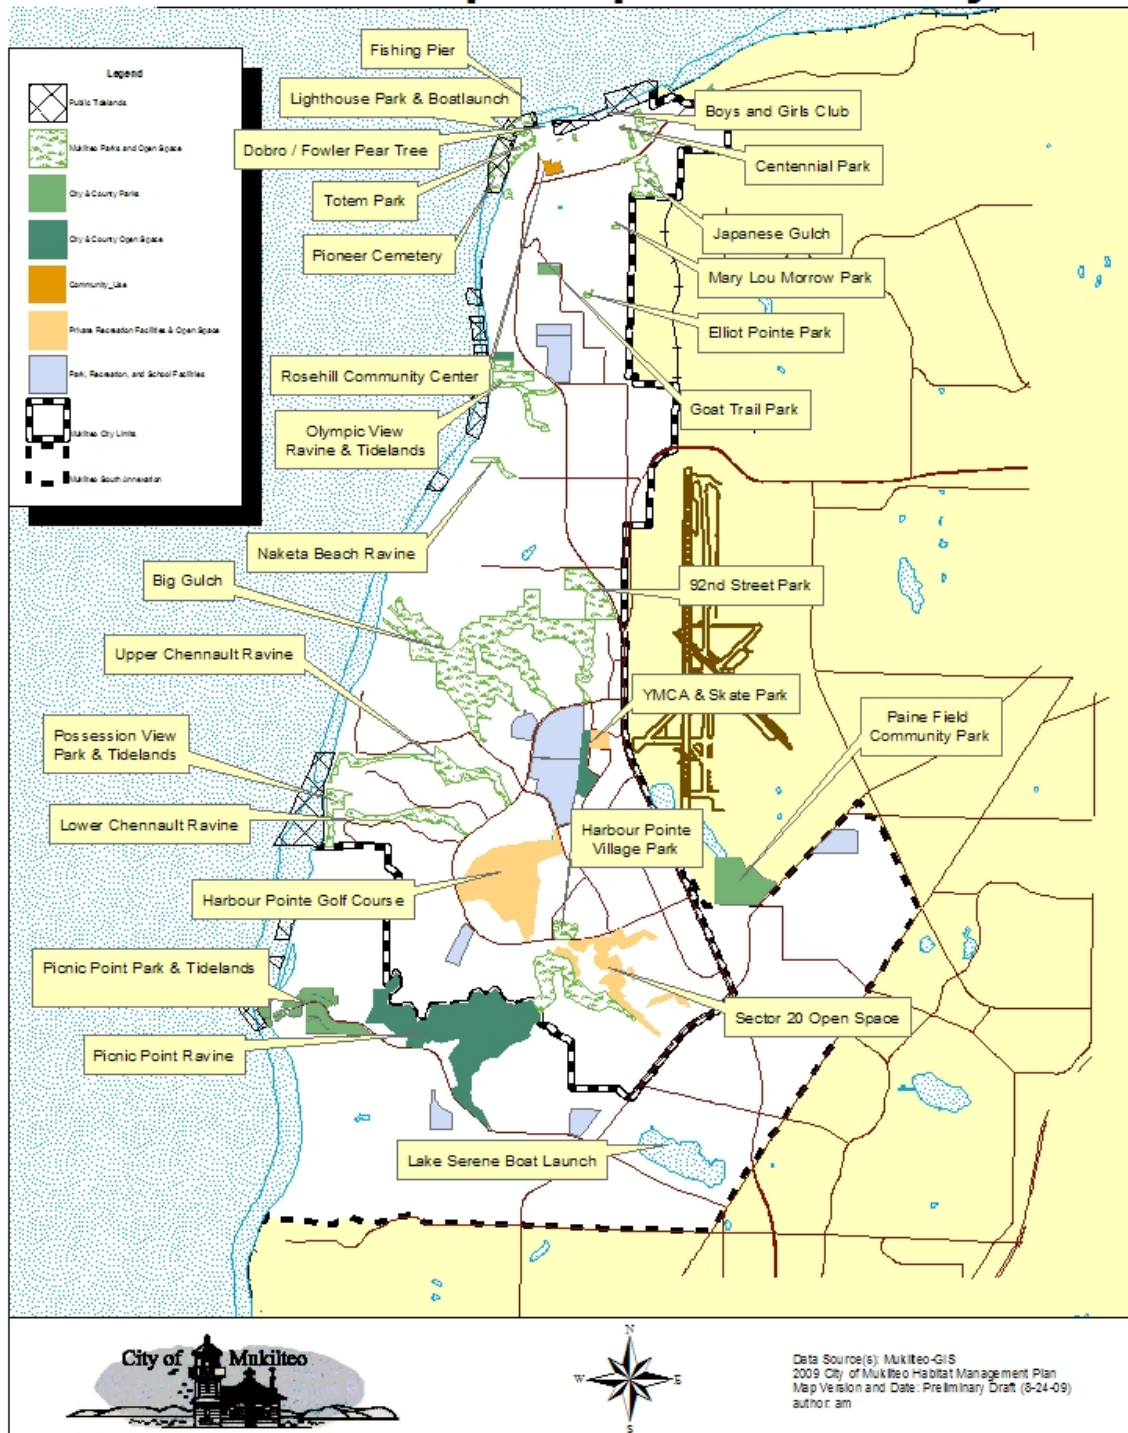 Fishing Pier
Legend
Public Tidelands
Mukilteo Parks and Open Space
City & County Parks
City & County Open Space
Community_Use
Private Recreation Facilities & Open Space
Park, Recreation, and School Facilities
Mukilteo City Limits
Mukilteo South Annexation
Lighthouse Park & Boatlaunch
Boys and Girls Club
Dobro / Fowler Pear Tree
Centennial Park
Totem Park
Japanese Gulch
Pioneer Cemetery
Mary Lou Morrow Park
Elliot Pointe Park
Rosehill Community Center
Goat Trail Park
Olympic View
Ravine & Tidelands
Naketa Beach Ravine
Big Gulch
92nd Street Park
Upper Chennault Ravine
YMCA & Skate Park
Paine Field
Community Park
Possession View
Park & Tidelands
Lower Chennault Ravine
Harbour Pointe
Village Park
Harbour Pointe Golf Course
Picnic Point Park & Tidelands
Sector 20 Open Space
Picnic Point Ravine
Lake Serene Boat Launch
City of Mukilteo
N
W
E
S
Data Source(s): Mukilteo-GIS
2009 City of Mukilteo Habitat Management Plan
Map Version and Date: Preliminary Draft (8-24-09)
author: am